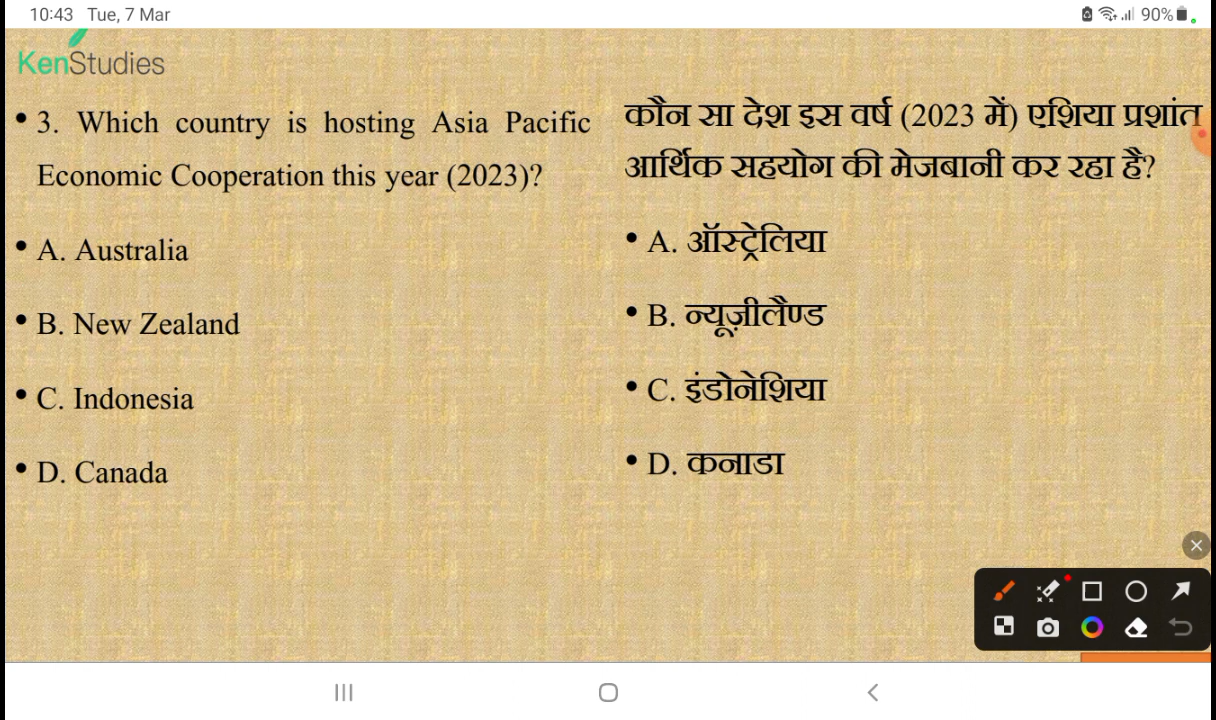 10:43 Tue, 7 Mar
90%
KenStudies
• 3. Which country is hosting Asia Pacific
Economic Cooperation this year (2023)?
• A. Australia
• B. New Zealand
• C. Indonesia
• D. Canada
कौन सा देश इस वर्ष (2023 में) एशिया प्रशांत
आर्थिक सहयोग की मेजबानी कर रहा है?
• A. ऑस्ट्रेलिया
• B. न्यूज़ीलैण्ड
• C. इंडोनेशिया
• D. कनाडा